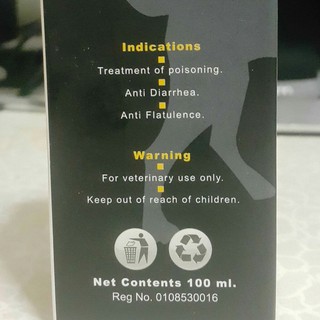 Indications
Treatment of poisoning.
Anti Diarrhea.
Anti Flatulence.
Warning
For veterinary use only.
Keep out of reach of children.
Net Contents 100 ml.
Reg No. 0108530016